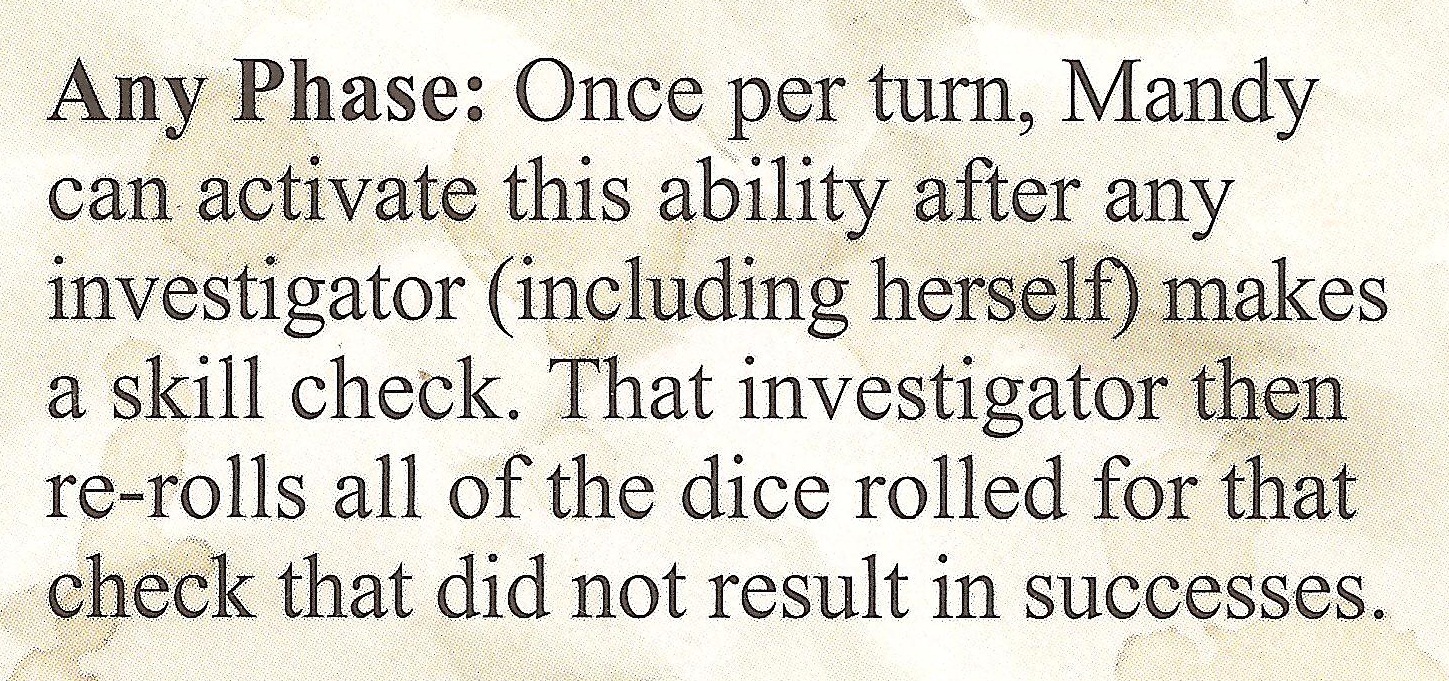 Any Phase: Once per turn, Mandy
can activate this ability after any
investigator (including herself) makes
a skill check. That investigator then
re-rolls all of the dice rolled for that
check that did not result in successes.